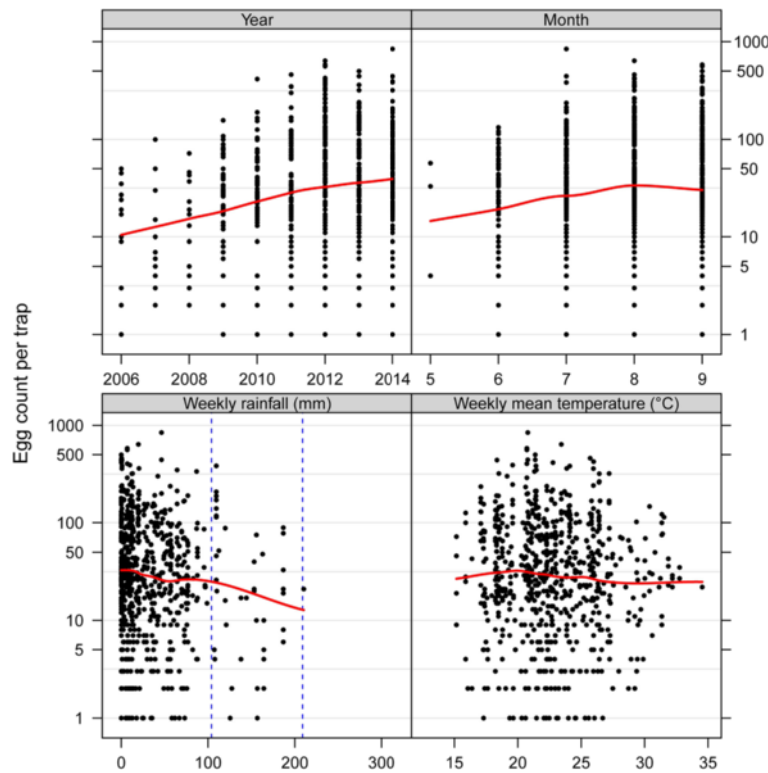 Year Month
1000
500
100
50
10
5
1
2006 2008 2010 2012 2014 5 6 7 8 9
Egg count per trap
Weekly rainfall (mm) Weekly mean temperature (°C)
1000
500
100
50
10
5
1
0 100 200 300 15 20 25 30 35